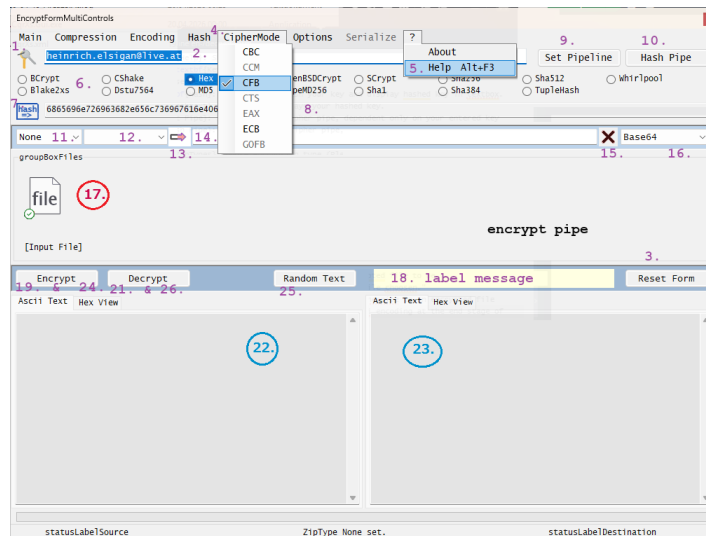 EncryptFormMultiControls
Main Compression Encoding Hash 4. CipherMode Options Serialize ? 9. 10.
1. heinrich.elsigan@live.at 2. Set Pipeline Hash Pipe
CBC
CCM
CFB
CTS
EAX
ECB
GOFB
About
5. Help Alt+F3
BCrypt 6. CShake Hex enBSDCrypt SCrypt Sha256 Sha512 Whirlpool
Blake2xs Dstu7564 MD5 peMD256 Sha1 Sha384 TupleHash
7. Hash => 6865696e726963682e656c736967616e406 8.
None 11. 12. 14. Base64
13. 15. 16.
groupBoxFiles
file 17.
encrypt pipe
[Input File]
3.
Encrypt Decrypt Random Text 18. label message Reset Form
19. & 24. 21. & 26. 25.
Ascii Text Hex View Ascii Text Hex View
22. 23.
statusLabelSource ZipType None set. statusLabelDestination